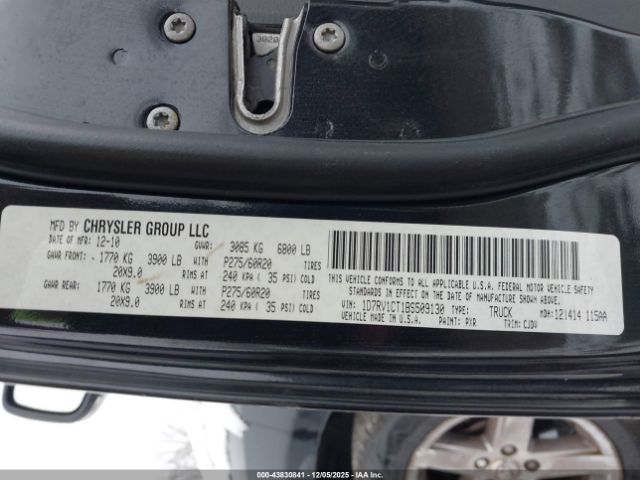 3020
MFD BY CHRYSLER GROUP LLC
DATE OF MFR: 12-10 GVWR: 3085 KG 6800 LB
GAWR FRONT: 1770 KG 3900 LB WITH P275/60R20 TIRES
20X9.0 RIMS AT 240 KPA ( 35 PSI) COLD
GAWR REAR: 1770 KG 3900 LB WITH P275/60R20 TIRES
20X9.0 RIMS AT 240 KPA ( 35 PSI) COLD
THIS VEHICLE CONFORMS TO ALL APPLICABLE U.S.A. FEDERAL MOTOR VEHICLE SAFETY
STANDARDS IN EFFECT ON THE DATE OF MANUFACTURE SHOWN ABOVE.
VIN: 1D7RV1CT1BS509130 TYPE: TRUCK MDH: 121414 115AA
VEHICLE MADE IN U.S.A. PAINT: PXR TRIM: CJDV
00-43830841 - 12/05/2025 - IAA Inc.